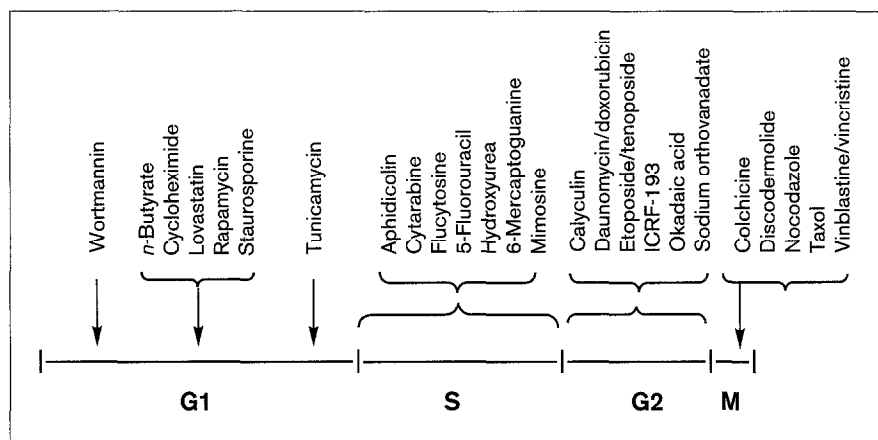 Wortmannin
n-Butyrate
Cycloheximide
Lovastatin
Rapamycin
Staurosporine
Tunicamycin
Aphidicolin
Cytarabine
Flucytosine
5-Fluorouracil
Hydroxyurea
6-Mercaptoguanine
Mimosine
Calyculin
Daunomycin/doxorubicin
Etoposide/tenoposide
ICRF-193
Okadaic acid
Sodium orthovanadate
Colchicine
Discodermolide
Nocodazole
Taxol
Vinblastine/vincristine
G1
S
G2
M